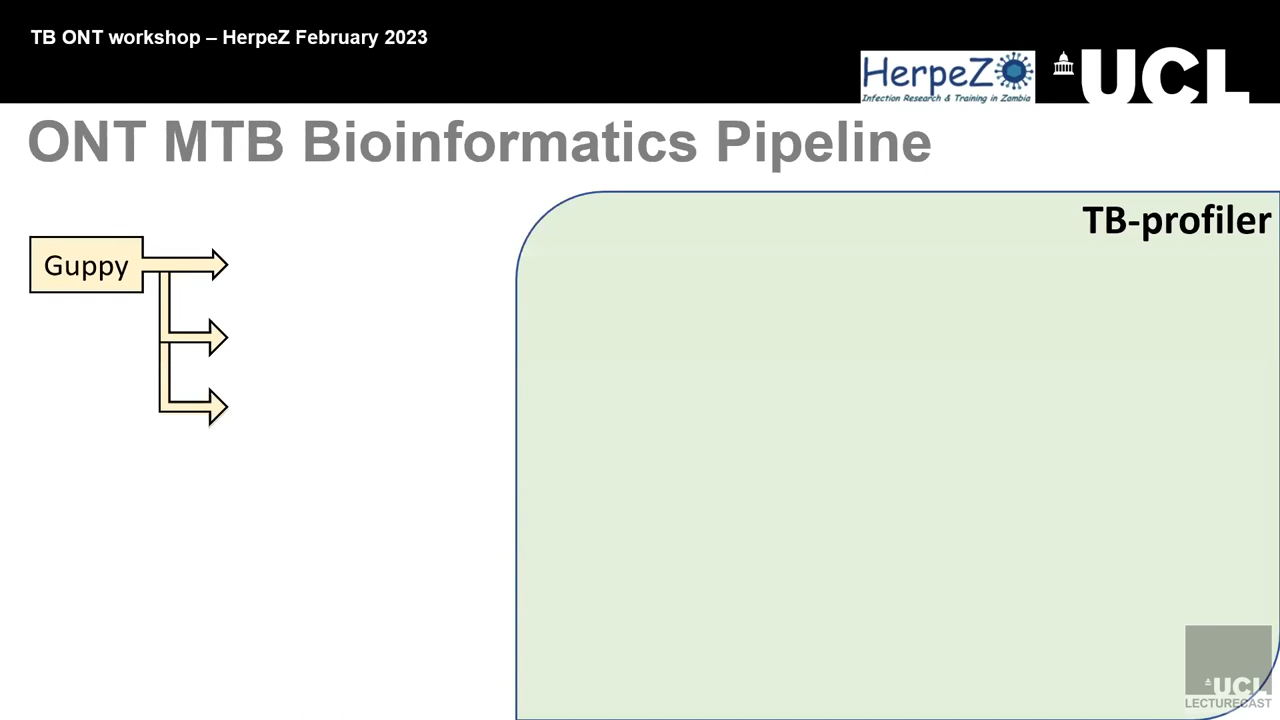 TB ONT workshop – HerpeZ February 2023
HerpeZ
Infection Research & Training in Zambia
UCL
ONT MTB Bioinformatics Pipeline
TB-profiler
Guppy
UCL
LECTURECAST